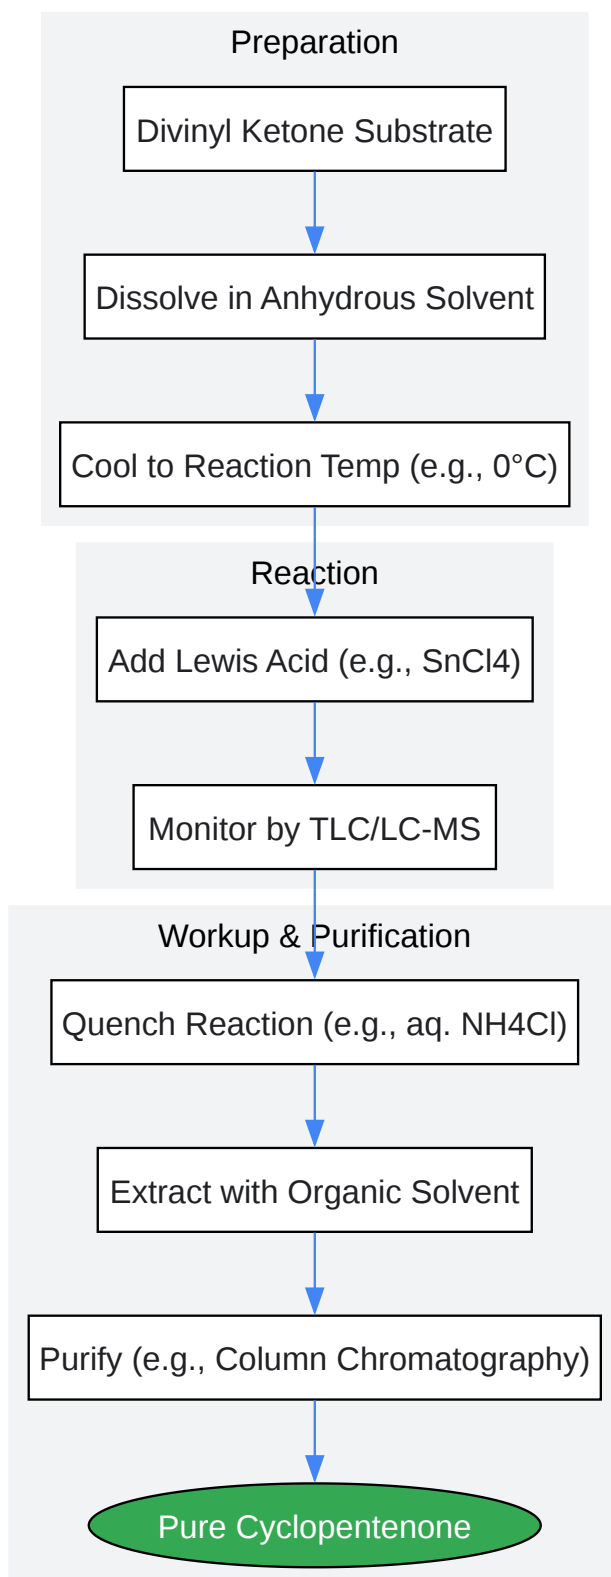 Preparation
Divinyl Ketone Substrate
Dissolve in Anhydrous Solvent
Cool to Reaction Temp (e.g., 0°C)
Reaction
Add Lewis Acid (e.g., SnCl4)
Monitor by TLC/LC-MS
Workup & Purification
Quench Reaction (e.g., aq. NH4Cl)
Extract with Organic Solvent
Purify (e.g., Column Chromatography)
Pure Cyclopentenone